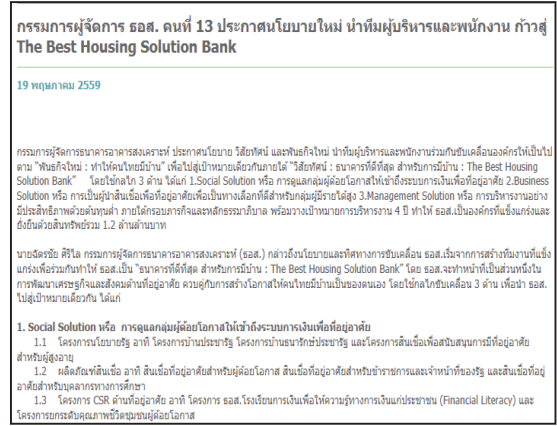 กรรมการผู้จัดการ ธอส. คนที่ 13 ประกาศนโยบายใหม่ นำทีมผู้บริหารและพนักงาน ก้าวสู่
The Best Housing Solution Bank
19 พฤษภาคม 2559
กรรมการผู้จัดการธนาคารอาคารสงเคราะห์ ประกาศนโยบาย วิสัยทัศน์ และพันธกิจใหม่ นำทีมผู้บริหารและพนักงานร่วมกันขับเคลื่อนองค์กรให้เป็นไป
ตาม "พันธกิจใหม่ : ทำให้คนไทยมีบ้าน" เพื่อไปสู่เป้าหมายเดียวกันภายใต้ "วิสัยทัศน์ : ธนาคารที่ดีที่สุด สำหรับการมีบ้าน : The Best Housing
Solution Bank" โดยใช้กลไก 3 ด้าน ได้แก่ 1.Social Solution หรือ การดูแลกลุ่มผู้ด้อยโอกาสให้เข้าถึงระบบการเงินเพื่อที่อยู่อาศัย 2.Business
Solution หรือ การเป็นผู้นำสินเชื่อเพื่อที่อยู่อาศัยเพื่อเป็นทางเลือกที่ดีสำหรับกลุ่มผู้มีรายได้สูง 3.Management Solution หรือ การบริหารงานอย่าง
มีประสิทธิภาพด้วยต้นทุนต่ำ ภายใต้กรอบภารกิจและหลักธรรมาภิบาล พร้อมวางเป้าหมายการบริหารงาน 4 ปี ทำให้ ธอส.เป็นองค์กรที่แข็งแกร่งและ
ยั่งยืนด้วยสินทรัพย์รวม 1.2 ล้านล้านบาท
นายฉัตรชัย ศิริไล กรรมการผู้จัดการธนาคารอาคารสงเคราะห์ (ธอส.) กล่าวถึงนโยบายและทิศทางการขับเคลื่อน ธอส.เริ่มจากการสร้างทีมงานที่แข็ง
แกร่งเพื่อร่วมกันทำให้ ธอส.เป็น "ธนาคารที่ดีที่สุด สำหรับการมีบ้าน : The Best Housing Solution Bank" โดย ธอส.จะทำหน้าที่เป็นส่วนหนึ่งใน
การพัฒนาเศรษฐกิจและสังคมด้านที่อยู่อาศัย ควบคู่กับการสร้างโอกาสให้คนไทยมีบ้านเป็นของตนเอง โดยใช้กลไกขับเคลื่อน 3 ด้าน เพื่อนำ ธอส.
ไปสู่เป้าหมายเดียวกัน ได้แก่
1. Social Solution หรือ การดูแลกลุ่มผู้ด้อยโอกาสให้เข้าถึงระบบการเงินเพื่อที่อยู่อาศัย
1.1 โครงการนโยบายรัฐ อาทิ โครงการบ้านประชารัฐ โครงการบ้านธนารักษ์ประชารัฐ และโครงการสินเชื่อเพื่อสนับสนุนการมีที่อยู่อาศัย
สำหรับผู้สูงอายุ
1.2 ผลิตภัณฑ์สินเชื่อ อาทิ สินเชื่อที่อยู่อาศัยสำหรับผู้ด้อยโอกาส สินเชื่อที่อยู่อาศัยสำหรับข้าราชการและเจ้าหน้าที่ของรัฐ และสินเชื่อที่อยู่
อาศัยสำหรับบุคลากรทางการศึกษา
1.3 โครงการ CSR ด้านที่อยู่อาศัย อาทิ โครงการ ธอส.โรงเรียนการเงินเพื่อให้ความรู้ทางการเงินแก่ประชาชน (Financial Literacy) และ
โครงการยกระดับคุณภาพชีวิตชุมชนผู้ด้อยโอกาส